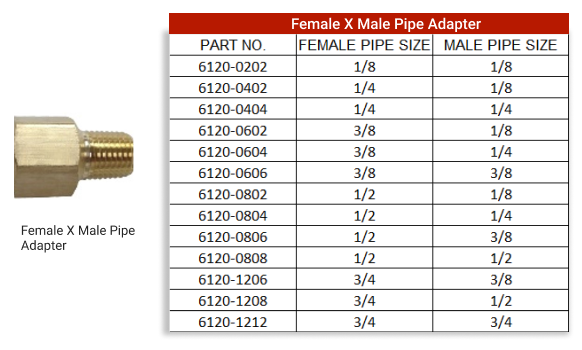 Female X Male Pipe
Adapter
Female X Male Pipe Adapter
PART NO. FEMALE PIPE SIZE MALE PIPE SIZE
6120-0202 1/8 1/8
6120-0402 1/4 1/8
6120-0404 1/4 1/4
6120-0602 3/8 1/8
6120-0604 3/8 1/4
6120-0606 3/8 3/8
6120-0802 1/2 1/8
6120-0804 1/2 1/4
6120-0806 1/2 3/8
6120-0808 1/2 1/2
6120-1206 3/4 3/8
6120-1208 3/4 1/2
6120-1212 3/4 3/4